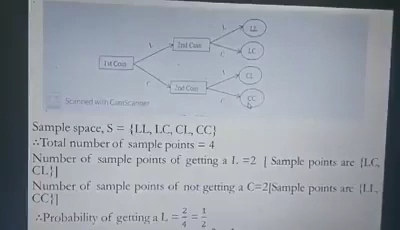 L
LL
2nd Coin
L
C
LC
1st Coin
L
CL
C
2nd Coin
C
CC
Scanned with CamScanner
Sample space, S = {LL, LC, CL, CC}
∴Total number of sample points = 4
Number of sample points of getting a L =2 [ Sample points are {LC,
CL}]
Number of sample points of not getting a C=2[Sample points are {LL,
CC}]
∴Probability of getting a L = 2/4 = 1/2